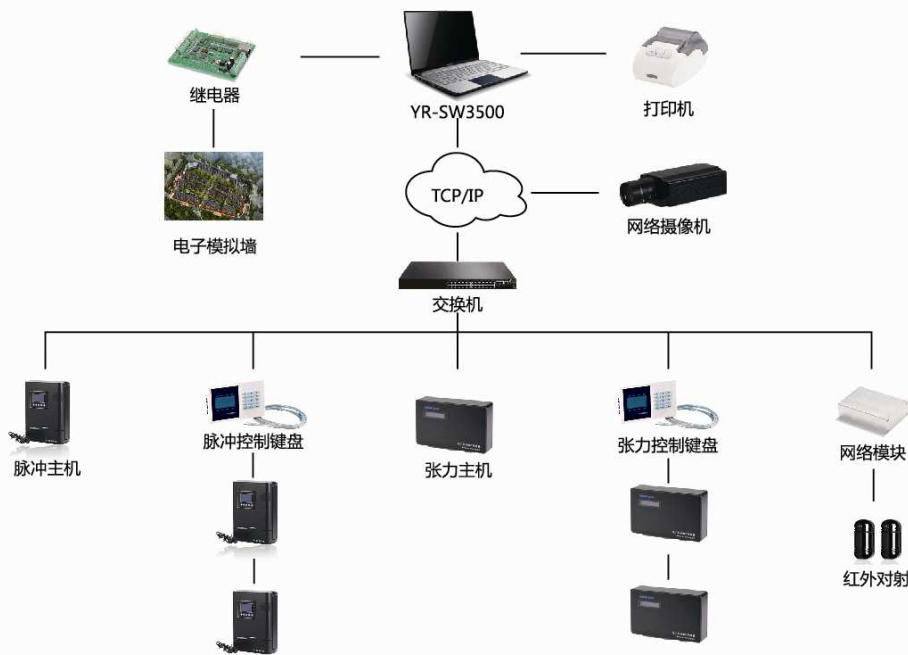 继电器
YR-SW3500
打印机
电子模拟墙
TCP/IP
网络摄像机
交换机
脉冲主机
脉冲控制键盘
张力主机
张力控制键盘
网络模块
红外对射